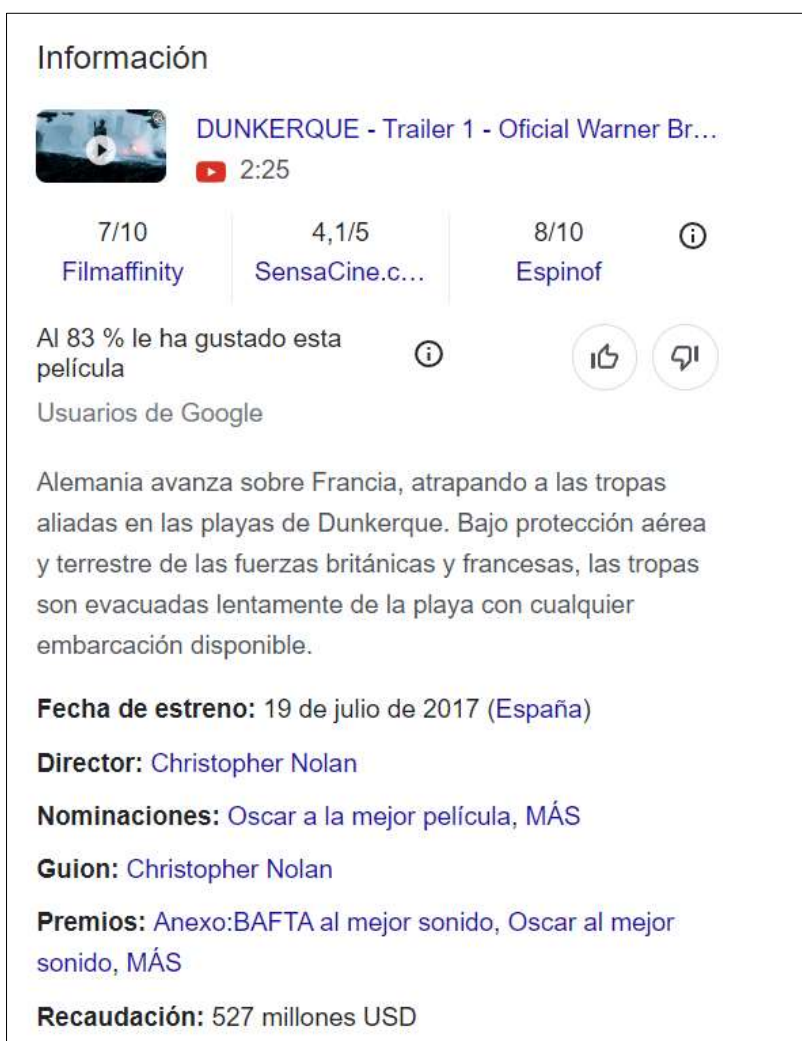 Información
DUNKERQUE - Trailer 1 - Oficial Warner Br...
2:25
7/10
Filmaffinity
4,1/5
SensaCine.c...
8/10
Espinof
Al 83 % le ha gustado esta
película
Usuarios de Google
Alemania avanza sobre Francia, atrapando a las tropas
aliadas en las playas de Dunkerque. Bajo protección aérea
y terrestre de las fuerzas británicas y francesas, las tropas
son evacuadas lentamente de la playa con cualquier
embarcación disponible.
Fecha de estreno: 19 de julio de 2017 (España)
Director: Christopher Nolan
Nominaciones: Oscar a la mejor película, MÁS
Guion: Christopher Nolan
Premios: Anexo:BAFTA al mejor sonido, Oscar al mejor
sonido, MÁS
Recaudación: 527 millones USD